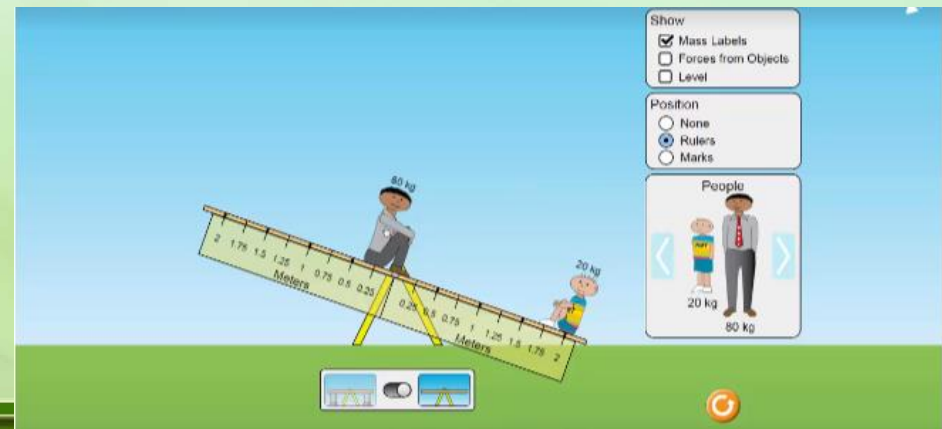 Show
Mass Labels
Forces from Objects
Level
Position
None
Rulers
Marks
People
20 kg
80 kg
80 kg
20 kg
2 1.75 1.5 1.25 1 0.75 0.5 0.25 0.25 0.5 0.75 1 1.25 1.5 1.75 2
Meters Meters